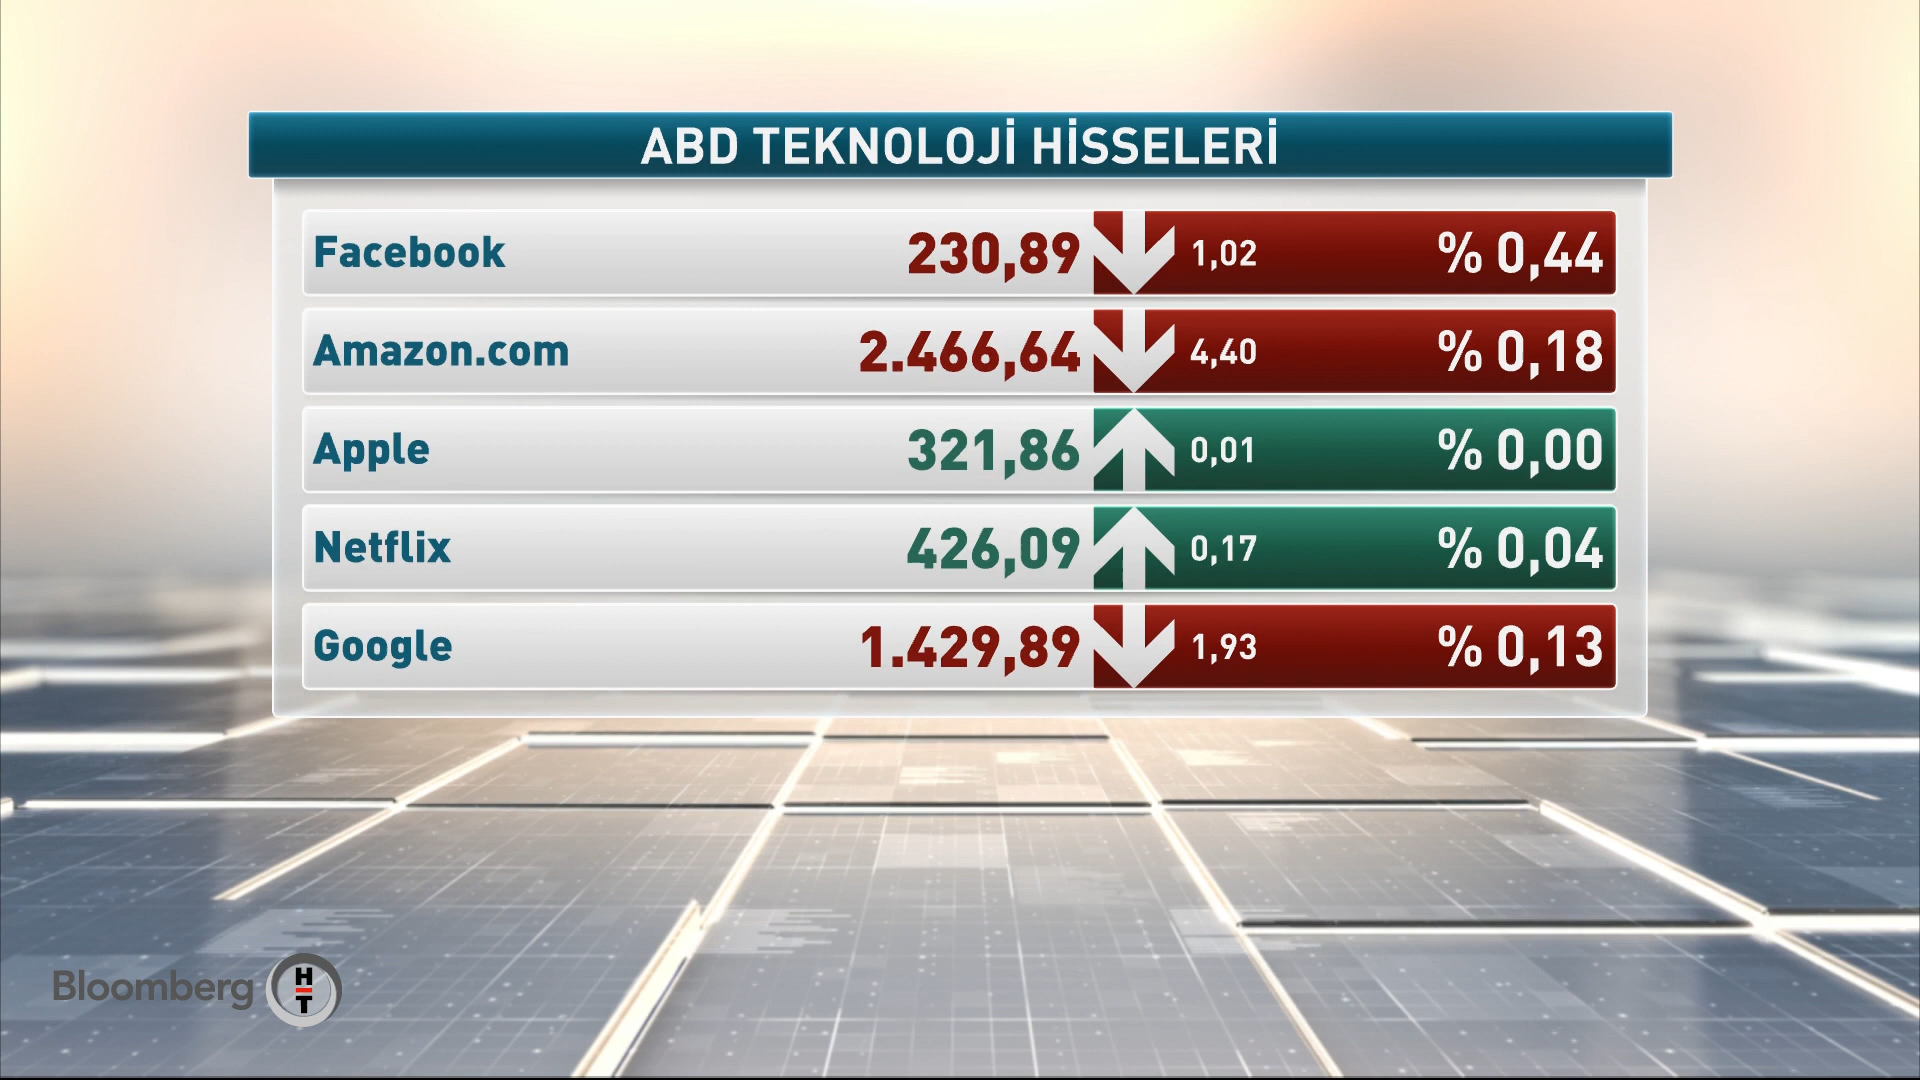 ABD TEKNOLOJİ HİSSELERİ
Facebook 230,89 1,02 % 0,44
Amazon.com 2.466,64 4,40 % 0,18
Apple 321,86 0,01 % 0,00
Netflix 426,09 0,17 % 0,04
Google 1.429,89 1,93 % 0,13
Bloomberg HT